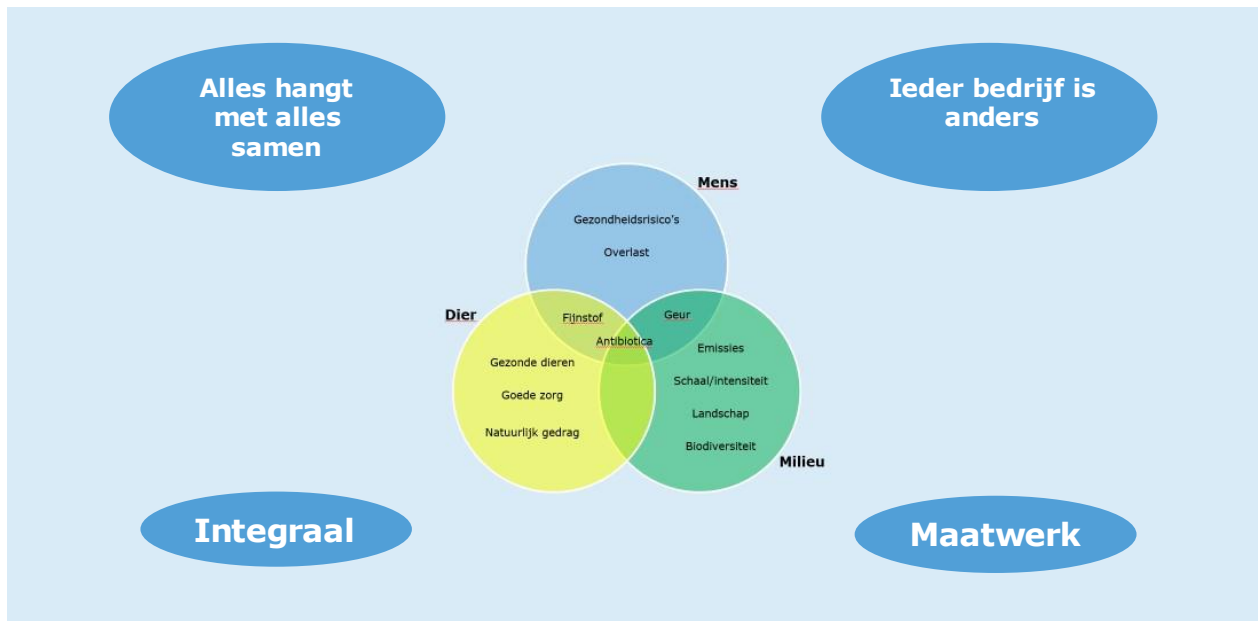 Alles hangt
met alles
samen
Ieder bedrijf is
anders
Mens
Gezondheidsrisico's
Overlast
Dier
Fijnstof
Geur
Antibiotica
Emissies
Gezonde dieren
Schaal/intensiteit
Goede zorg
Landschap
Natuurlijk gedrag
Biodiversiteit
Milieu
Integraal
Maatwerk